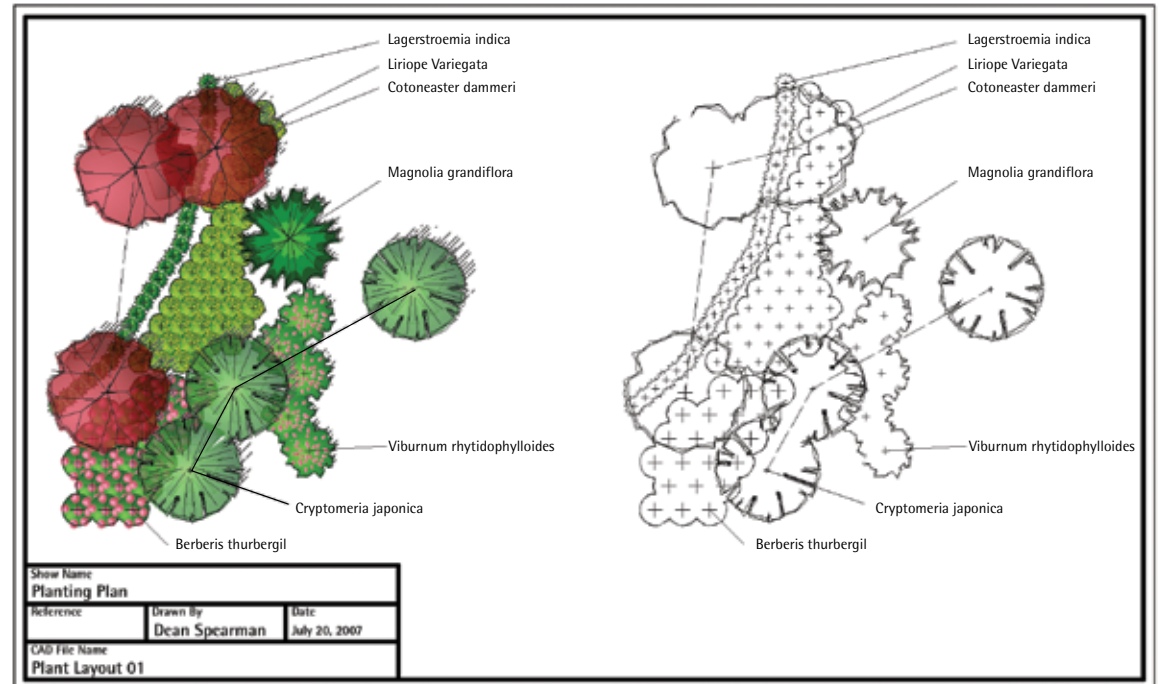 Lagerstroemia indica
Liriope Variegata
Cotoneaster dammeri
Magnolia grandiflora
Viburnum rhytidophylloides
Cryptomeria japonica
Berberis thurbergil
Lagerstroemia indica
Liriope Variegata
Cotoneaster dammeri
Magnolia grandiflora
Viburnum rhytidophylloides
Cryptomeria japonica
Berberis thurbergil
Show Name
Planting Plan
Reference
Drawn By
Dean Spearman
Date
July 20, 2007
CAD File Name
Plant Layout 01